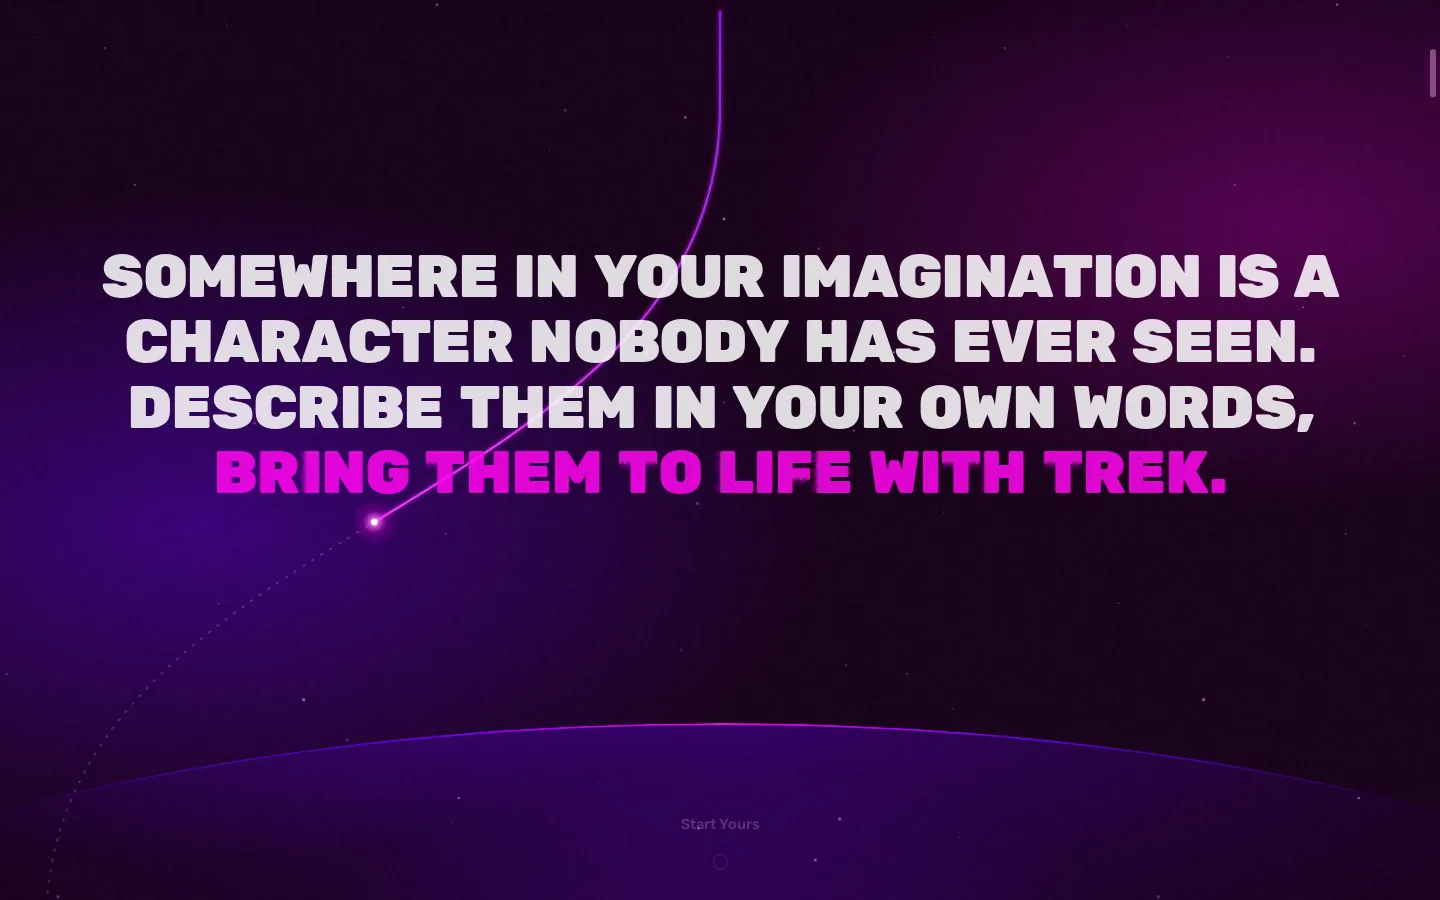 SOMEWHERE IN YOUR IMAGINATION IS A
CHARACTER NOBODY HAS EVER SEEN.
DESCRIBE THEM IN YOUR OWN WORDS,
BRING THEM TO LIFE WITH TREK.
Start Yours